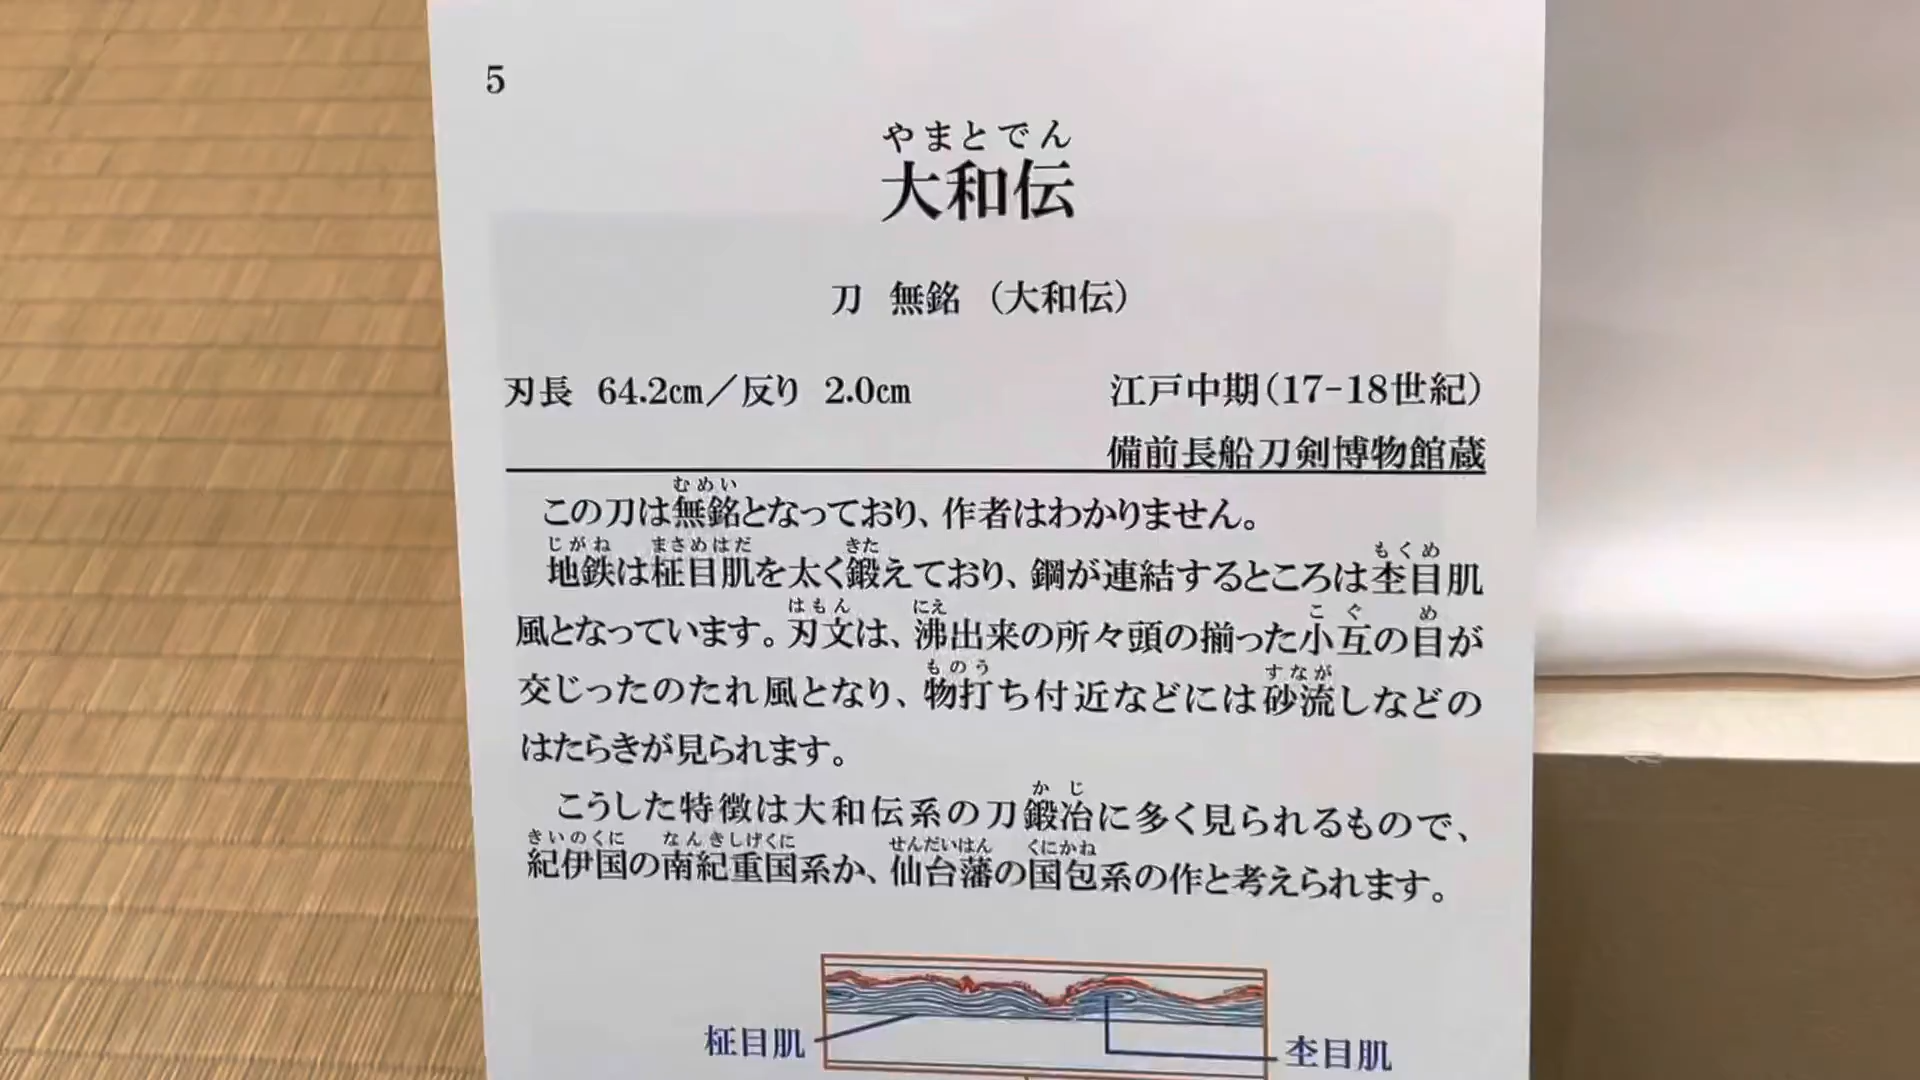 5
やまとでん
大和伝
刀 無銘 （大和伝）
刃長 64.2㎝／反り 2.0㎝
江戸中期（17-18世紀）
備前長船刀剣博物館蔵
むめい
この刀は無銘となっており、作者はわかりません。
じがね まさめはだ きた もくめ
地鉄は柾目肌を太く鍛えており、鋼が連結するところは杢目肌
はもん にえ こぐ め
風となっています。刃文は、沸出来の所々頭の揃った小互の目が
ものう すなが
交じったのたれ風となり、物打ち付近などには砂流しなどの
はたらきが見られます。
かじ
こうした特徴は大和伝系の刀鍛冶に多く見られるもので、
きいのくに なんきしげくに せんだいはん くにかね
紀伊国の南紀重国系か、仙台藩の国包系の作と考えられます。
柾目肌
杢目肌